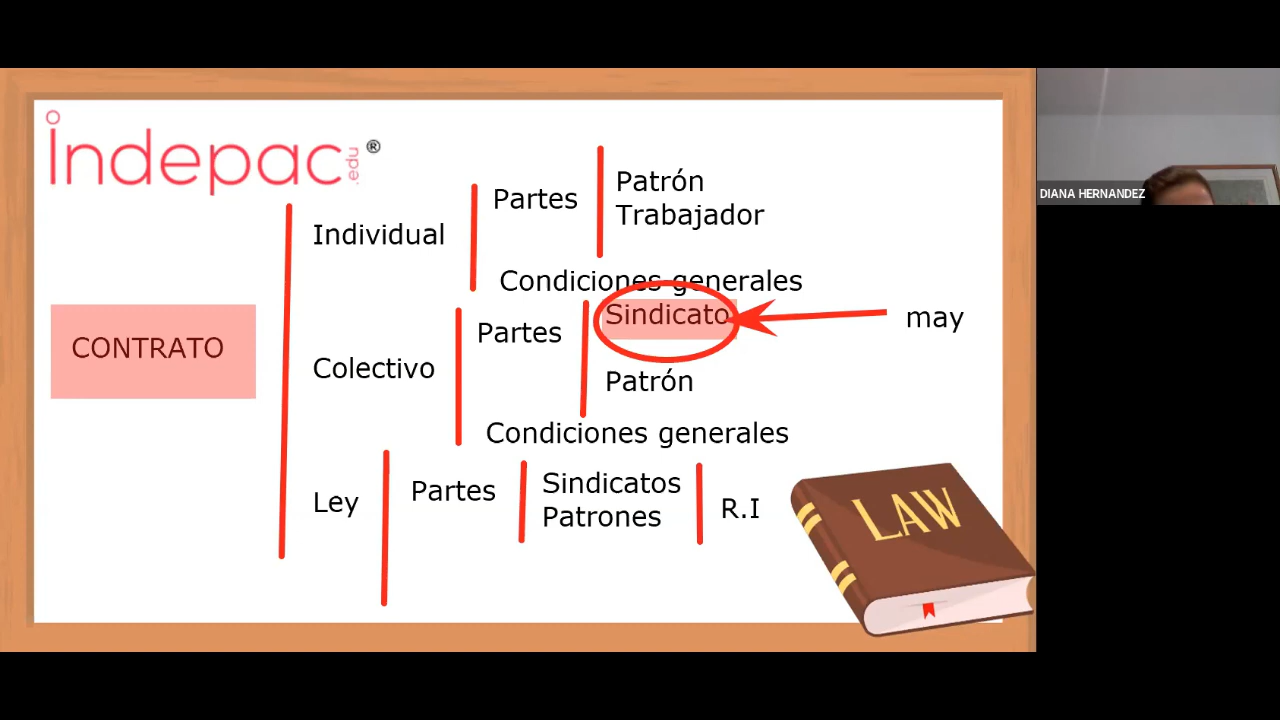 indepac.edu®
DIANA HERNANDEZ
CONTRATO
Individual
Partes
Patrón
Trabajador
Condiciones generales
Colectivo
Partes
Sindicato
may
Patrón
Condiciones generales
Ley
Partes
Sindicatos
Patrones
R.I
LAW